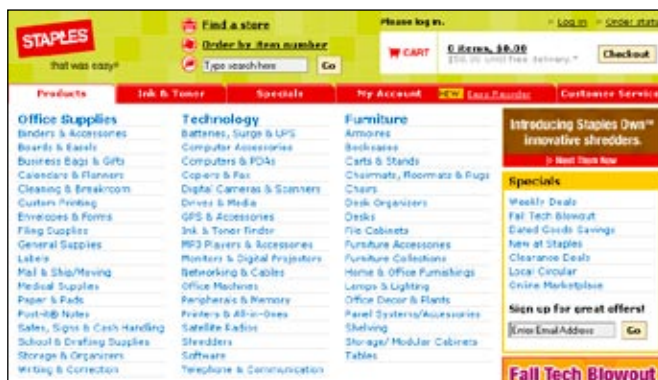 STAPLES
that was easy®
Find a store
Order by item number
Type search here Go
Please log in.
Log in Order status
CART 0 items, $0.00
$50.00 until free delivery.*
Checkout
Products Ink & Toner Specials My Account NEW Easy Reorder Customer Service
Office Supplies
Binders & Accessories
Boards & Easels
Business Bags & Gifts
Calendars & Planners
Cleaning & Breakroom
Custom Printing
Envelopes & Forms
Filing Supplies
General Supplies
Labels
Mail & Ship/Moving
Medical Supplies
Paper & Pads
Post-it® Notes
Sales, Signs & Cash Handling
School & Drafting Supplies
Storage & Organizers
Writing & Correction
Technology
Batteries, Surge & UPS
Computer Accessories
Computers & PDAs
Copiers & Fax
Digital Cameras & Scanners
Drives & Media
GPS & Accessories
Ink & Toner Finder
MP3 Players & Accessories
Monitors & Digital Projectors
Networking & Cables
Office Machines
Peripherals & Memory
Printers & All-in-Ones
Satellite Radios
Shredders
Software
Telephone & Communication
Furniture
Armoires
Bookcases
Carts & Stands
Chairmats, Floormats & Rugs
Chairs
Desk Organizers
Desks
File Cabinets
Furniture Accessories
Furniture Collections
Home & Office Furnishings
Lamps & Lighting
Office Decor & Plants
Panel Systems/Accessories
Shelving
Storage/ Modular Cabinets
Tables
Introducing Staples Own™
innovative shredders.
Meet Them Now
Specials
Weekly Deals
Fall Tech Blowout
Dated Goods Savings
New at Staples
Clearance Deals
Local Circular
Online Marketplace
Sign up for great offers!
Enter Email Address Go
Fall Tech Blowout